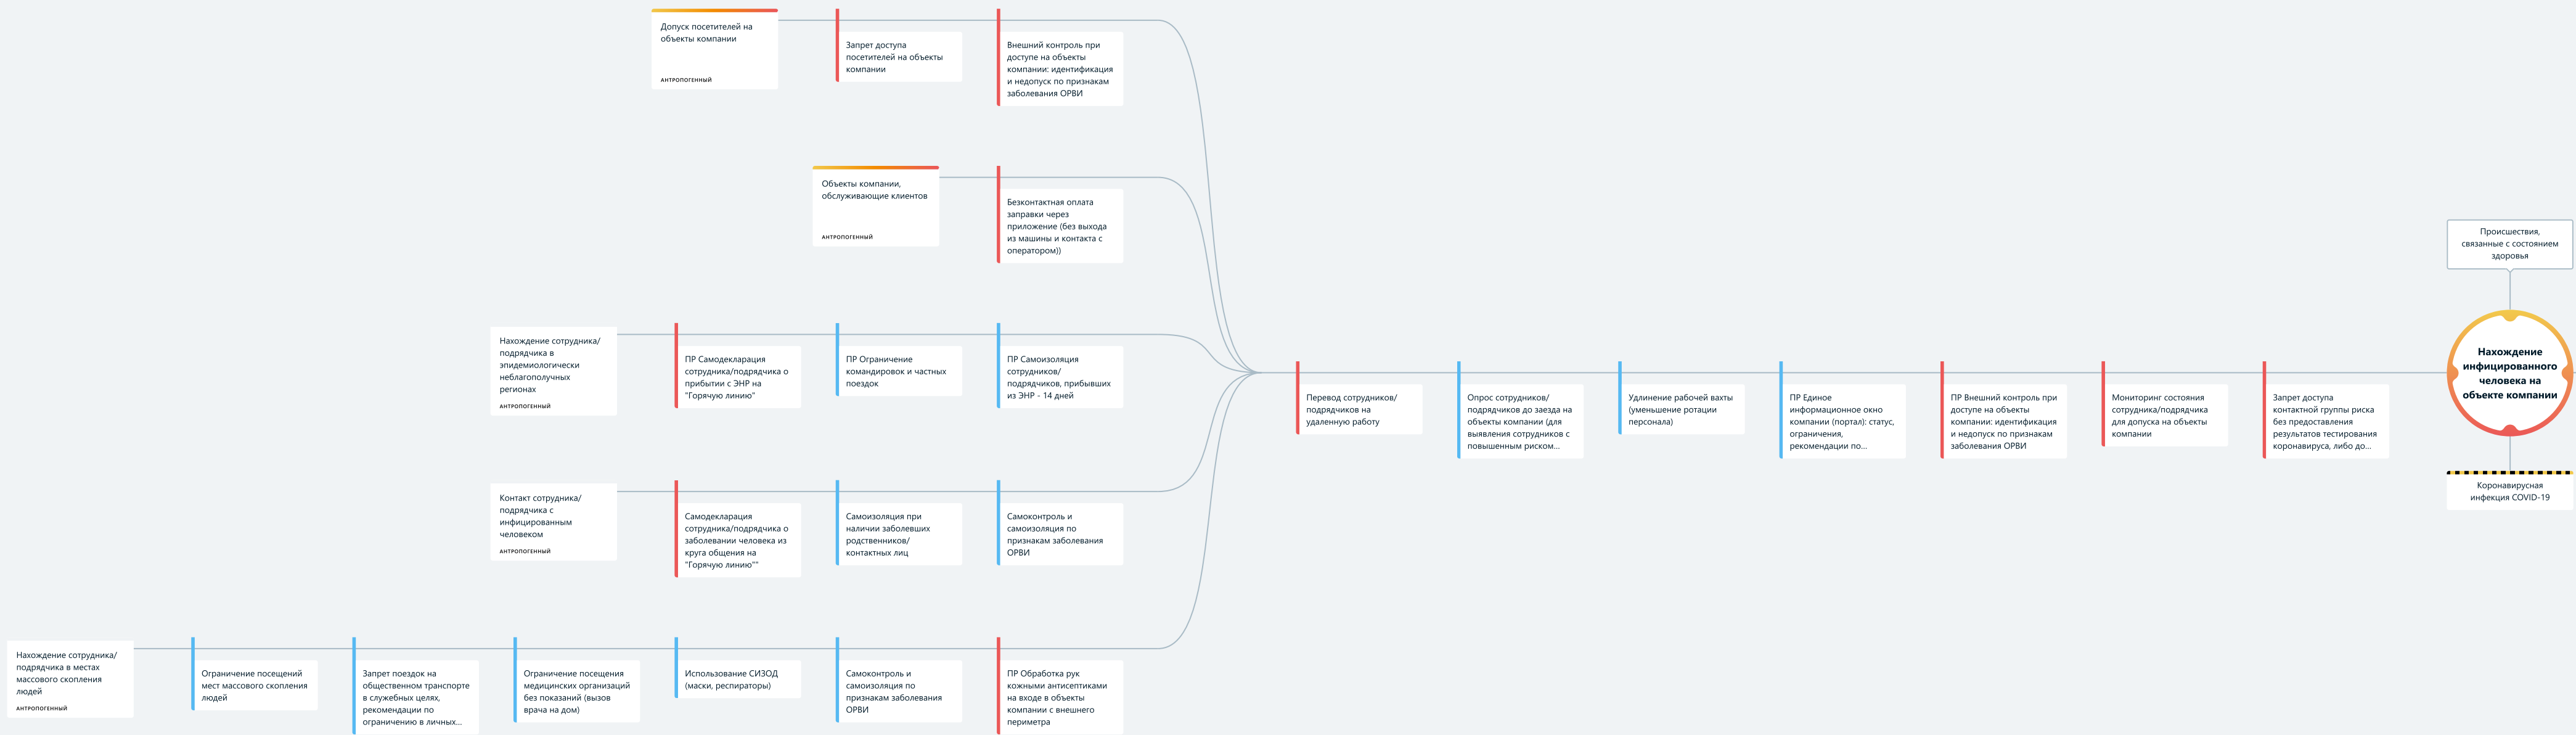 Допуск посетителей на
объекты компании
АНТРОПОГЕННЫЙ
Запрет доступа
посетителей на объекты
компании
Внешний контроль при
доступе на объекты
компании: идентификация
и недопуск по признакам
заболевания ОРВИ
Объекты компании,
обслуживающие клиентов
АНТРОПОГЕННЫЙ
Безконтактная оплата
заправки через
приложение (без выхода
из машины и контакта с
оператором))
Нахождение сотрудника/
подрядчика в
эпидемиологически
неблагополучных
регионах
АНТРОПОГЕННЫЙ
ПР Самодекларация
сотрудника/подрядчика о
прибытии с ЭНР на
"Горячую линию"
ПР Ограничение
командировок и частных
поездок
ПР Самоизоляция
сотрудников/
подрядчиков, прибывших
из ЭНР - 14 дней
Контакт сотрудника/
подрядчика с
инфицированным
человеком
АНТРОПОГЕННЫЙ
Самодекларация
сотрудника/подрядчика о
заболевании человека из
круга общения на
"Горячую линию""
Самоизоляция при
наличии заболевших
родственников/
контактных лиц
Самоконтроль и
самоизоляция по
признакам заболевания
ОРВИ
Нахождение сотрудника/
подрядчика в местах
массового скопления
людей
АНТРОПОГЕННЫЙ
Ограничение посещений
мест массового скопления
людей
Запрет поездок на
общественном транспорте
в служебных целях,
рекомендации по
ограничению в личных...
Ограничение посещения
медицинских организаций
без показаний (вызов
врача на дом)
Использование СИЗОД
(маски, респираторы)
Самоконтроль и
самоизоляция по
признакам заболевания
ОРВИ
ПР Обработка рук
кожными антисептиками
на входе в объекты
компании с внешнего
периметра
Перевод сотрудников/
подрядчиков на
удаленную работу
Опрос сотрудников/
подрядчиков до заезда на
объекты компании (для
выявления сотрудников с
повышенным риском...
Удлинение рабочей вахты
(уменьшение ротации
персонала)
ПР Единое
информационное окно
компании (портал): статус,
ограничения,
рекомендации по...
ПР Внешний контроль при
доступе на объекты
компании: идентификация
и недопуск по признакам
заболевания ОРВИ
Мониторинг состояния
сотрудника/подрядчика
для допуска на объекты
компании
Запрет доступа
контактной группы риска
без предоставления
результатов тестирования
коронавируса, либо до...
Происшествия,
связанные с состоянием
здоровья
Нахождение
инфицированного
человека на
объекте компании
Коронавирусная
инфекция COVID-19